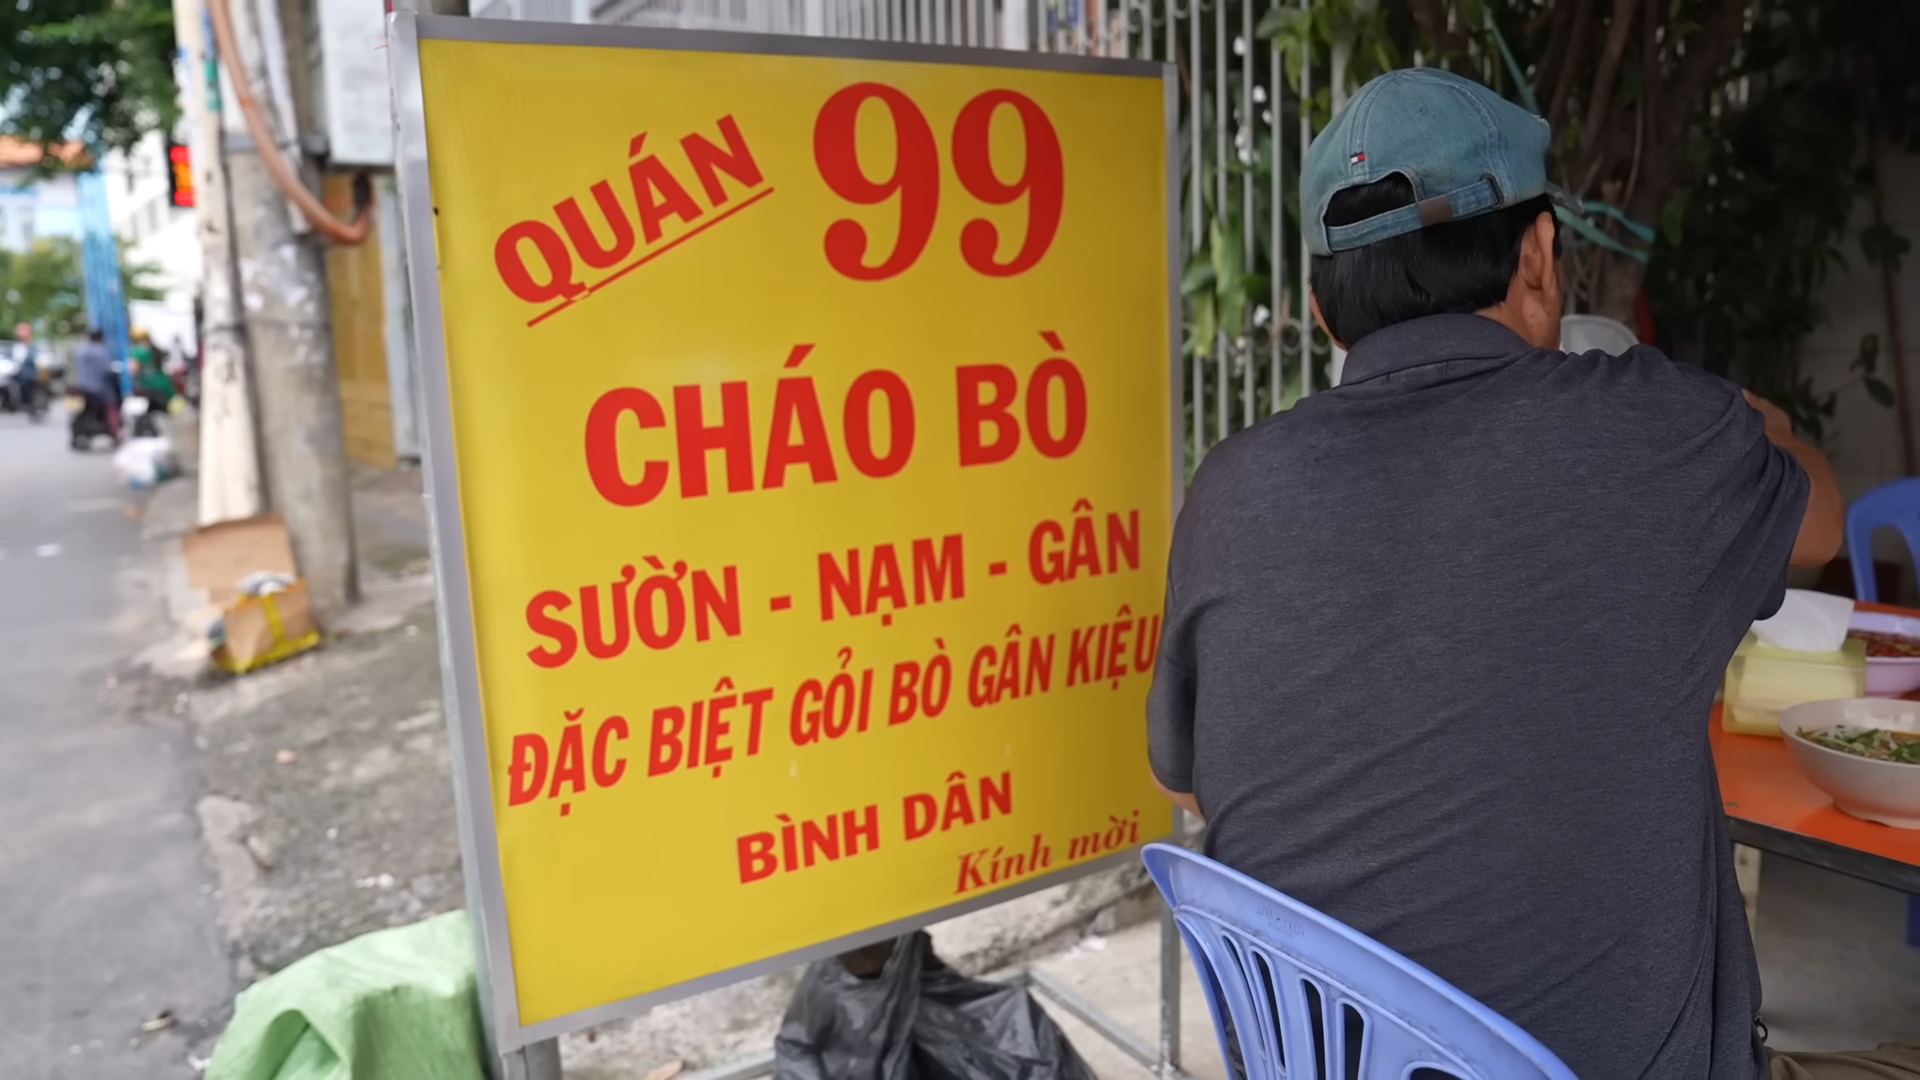 QUÁN 99
CHÁO BÒ
SƯỜN - NẠM - GÂN
ĐẶC BIỆT GỎI BÒ GÂN KIỆU
BÌNH DÂN
Kính mời